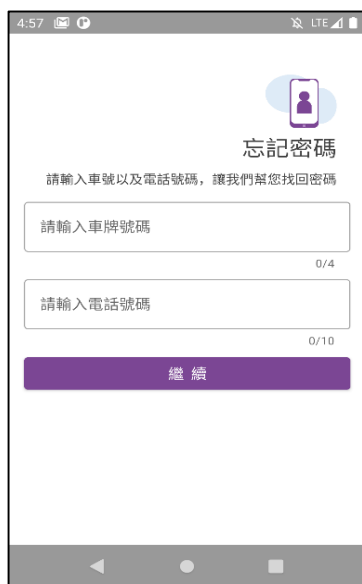 4:57
LTE
忘記密碼
請輸入車號以及電話號碼，讓我們幫您找回密碼
請輸入車牌號碼
0/4
請輸入電話號碼
0/10
繼 續